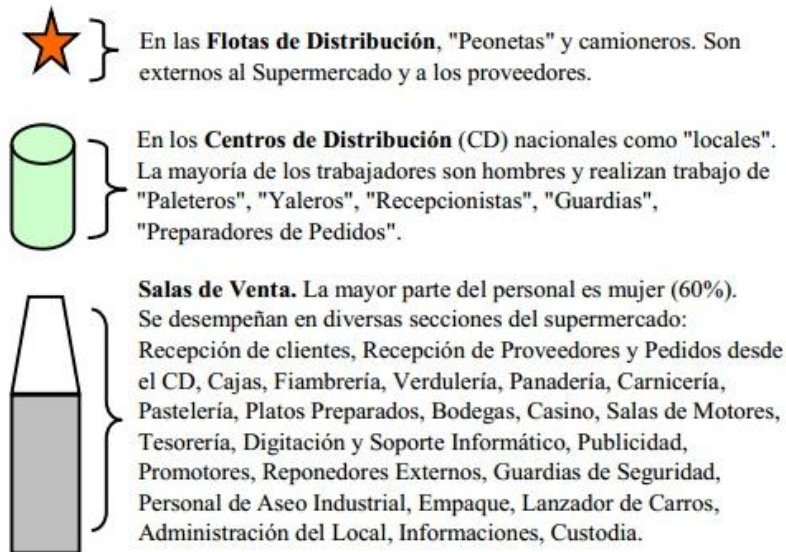 En las Flotas de Distribución, "Peonetas" y camioneros. Son
externos al Supermercado y a los proveedores.
En los Centros de Distribución (CD) nacionales como "locales".
La mayoría de los trabajadores son hombres y realizan trabajo de
"Paleteros", "Yaleros", "Recepcionistas", "Guardias",
"Preparadores de Pedidos".
Salas de Venta. La mayor parte del personal es mujer (60%).
Se desempeñan en diversas secciones del supermercado:
Recepción de clientes, Recepción de Proveedores y Pedidos desde
el CD, Cajas, Fiambrería, Verdulería, Panadería, Carnicería,
Pastelería, Platos Preparados, Bodegas, Casino, Salas de Motores,
Tesorería, Digitación y Soporte Informático, Publicidad,
Promotores, Reponedores Externos, Guardias de Seguridad,
Personal de Aseo Industrial, Empaque, Lanzador de Carros,
Administración del Local, Informaciones, Custodia.